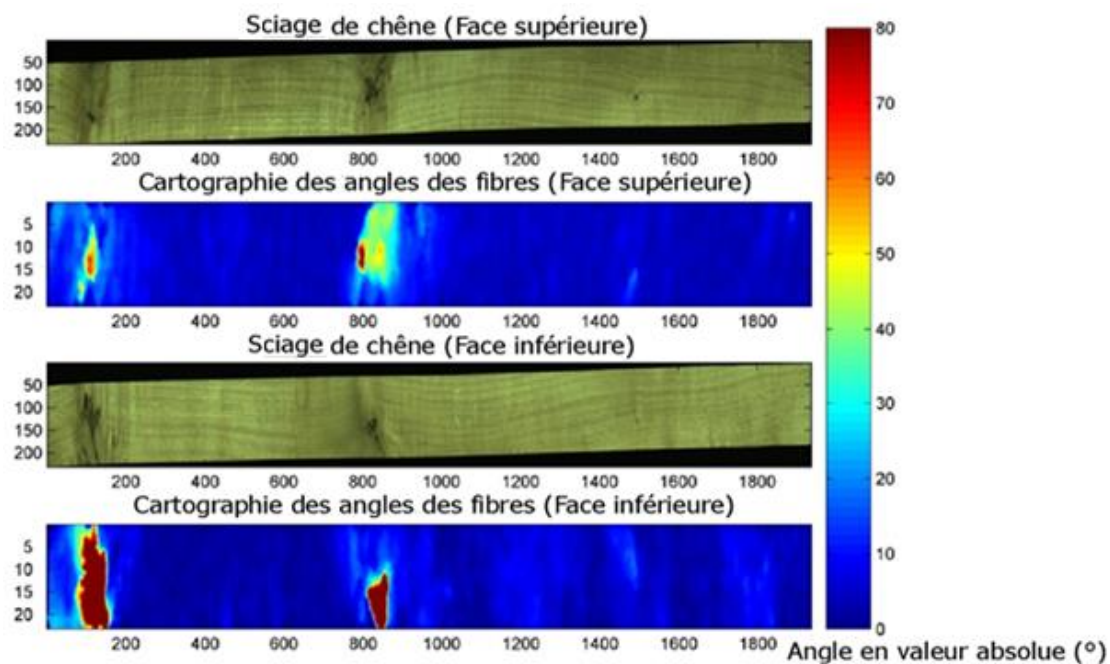 Sciage de chêne (Face supérieure)
50
100
150
200
200 400 600 800 1000 1200 1400 1600 1800
Cartographie des angles des fibres (Face supérieure)
5
10
15
20
200 400 600 800 1000 1200 1400 1600 1800
Sciage de chêne (Face inférieure)
50
100
150
200
200 400 600 800 1000 1200 1400 1600 1800
Cartographie des angles des fibres (Face inférieure)
5
10
15
20
200 400 600 800 1000 1200 1400 1600 1800
80
70
60
50
40
30
20
10
0
Angle en valeur absolue (°)